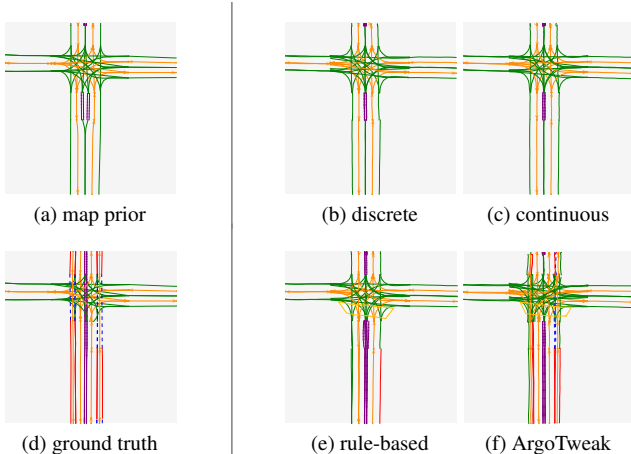 (a) map prior
(b) discrete
(c) continuous
(d) ground truth
(e) rule-based
(f) ArgoTweak